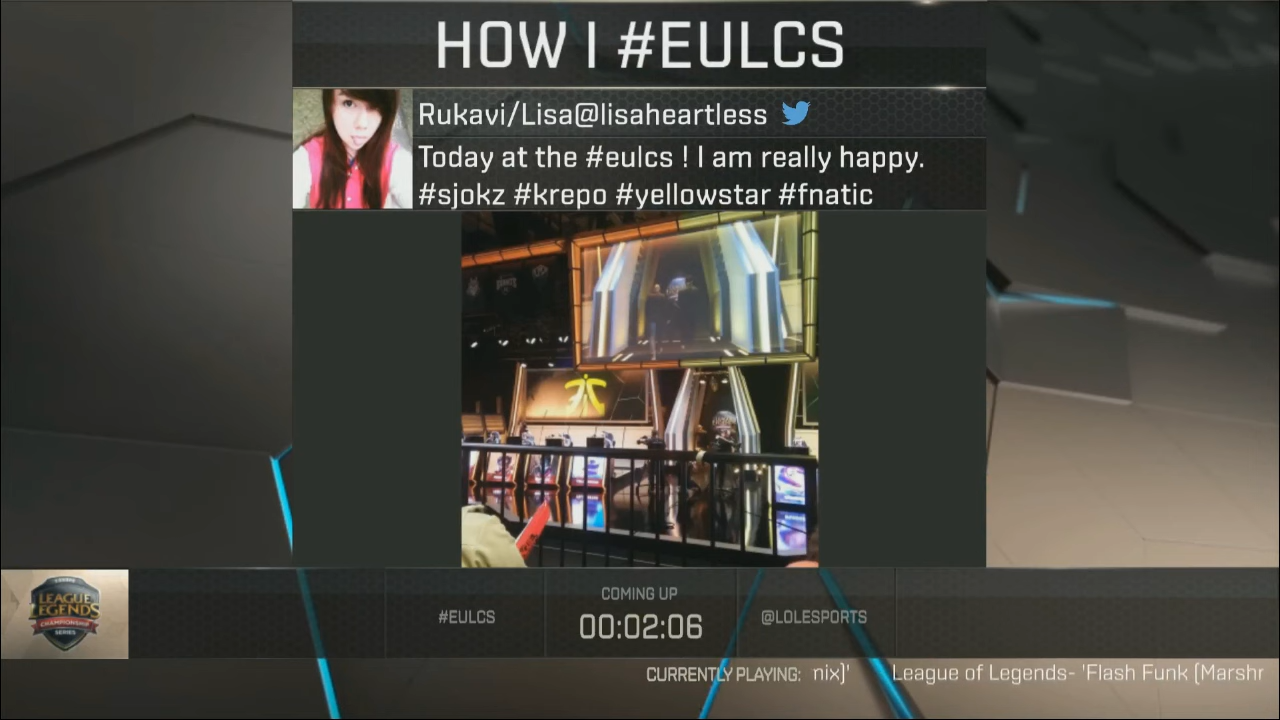 HOW I #EULCS
Rukavi/Lisa@lisaheartless
Today at the #eulcs ! I am really happy.
#sjokz #krepo #yellowstar #fnatic
LEAGUE
LEGENDS
CHAMPIONSHIP
SERIES
#EULCS
COMING UP
00:02:06
@LOLESPORTS
CURRENTLY PLAYING: nix)' League of Legends- 'Flash Funk (Marshr